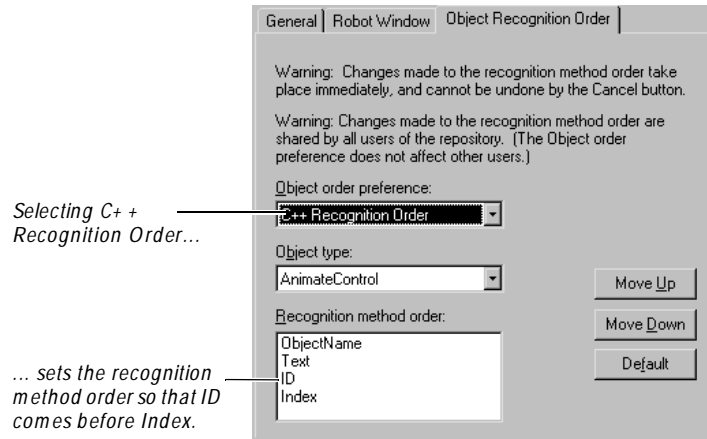 General Robot Window Object Recognition Order
Warning: Changes made to the recognition method order take
place immediately, and cannot be undone by the Cancel button.
Warning: Changes made to the recognition method order are
shared by all users of the repository. (The Object order
preference does not affect other users.)
Object order preference:
Selecting C++
Recognition Order...
C++ Recognition Order
Object type:
AnimateControl
Move Up
Recognition method order:
Move Down
ObjectName
Text
ID
Index
Default
... sets the recognition
method order so that ID
comes before Index.